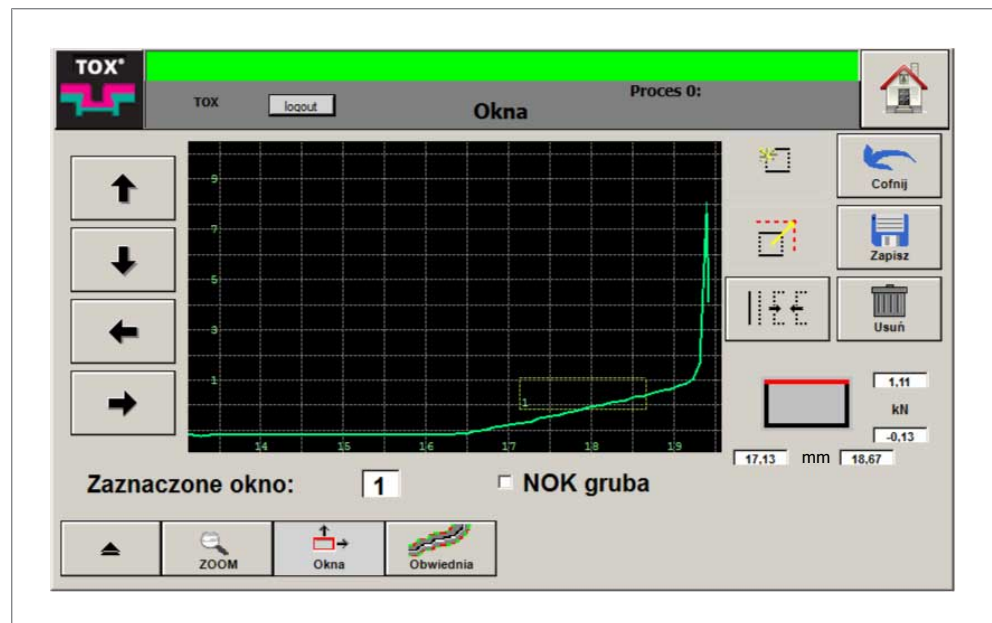 TOX®
TOX
logout
Okna
Proces 0:
9
7
5
3
1
1
14 15 16 17 18 19
Cofnij
Zapisz
Usuń
1,11
kN
-0,13
17,13 mm 18,67
Zaznaczone okno: 1
NOK gruba
ZOOM
Okna
Obwiednia